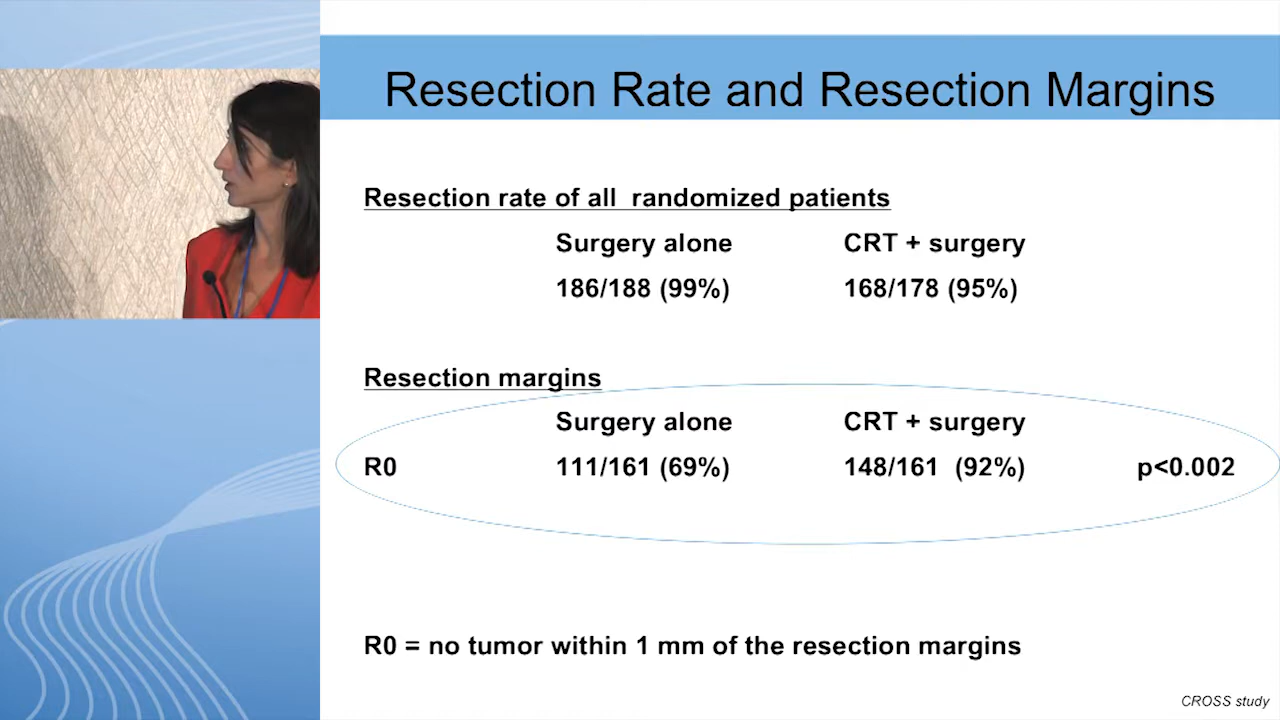 Resection Rate and Resection Margins
Resection rate of all randomized patients
Surgery alone CRT + surgery
186/188 (99%) 168/178 (95%)
Resection margins
Surgery alone CRT + surgery
R0 111/161 (69%) 148/161 (92%) p<0.002
R0 = no tumor within 1 mm of the resection margins
CROSS study